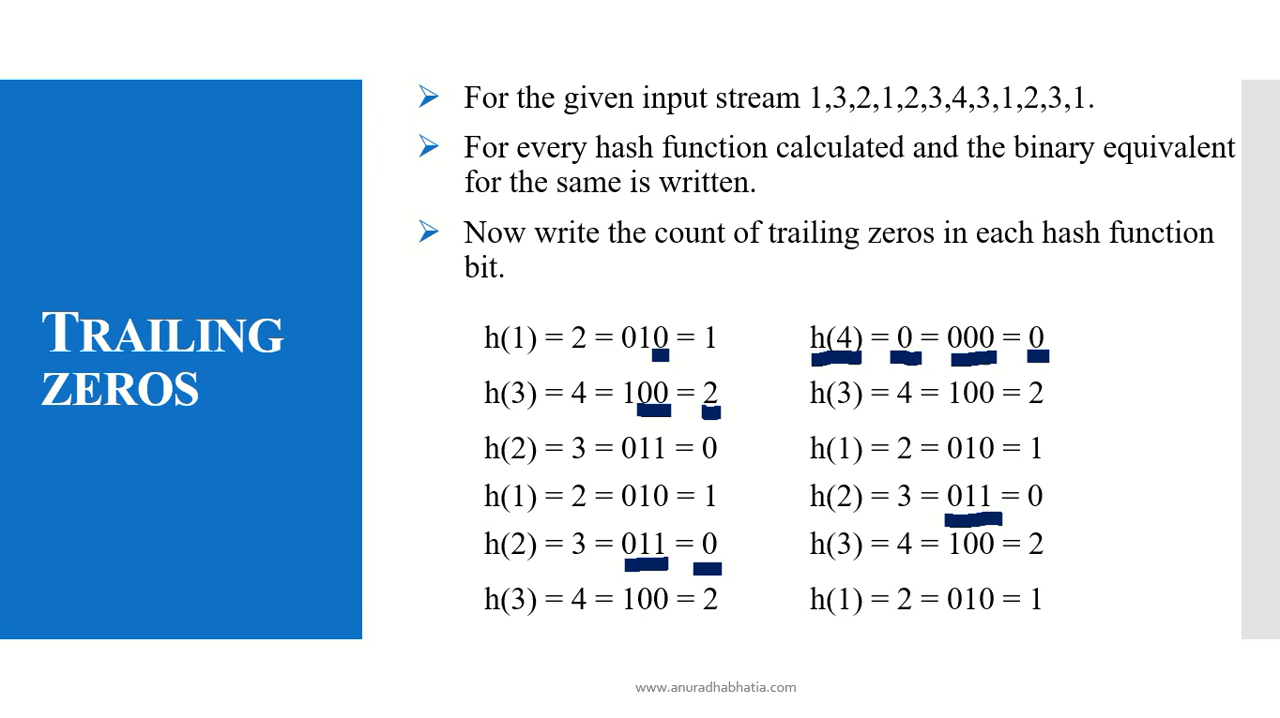 TRAILING
ZEROS
For the given input stream 1,3,2,1,2,3,4,3,1,2,3,1.
For every hash function calculated and the binary equivalent
for the same is written.
Now write the count of trailing zeros in each hash function
bit.
h(1) = 2 = 010 = 1
h(3) = 4 = 100 = 2
h(2) = 3 = 011 = 0
h(1) = 2 = 010 = 1
h(2) = 3 = 011 = 0
h(3) = 4 = 100 = 2
h(4) = 0 = 000 = 0
h(3) = 4 = 100 = 2
h(1) = 2 = 010 = 1
h(2) = 3 = 011 = 0
h(3) = 4 = 100 = 2
h(1) = 2 = 010 = 1
www.anuradhabhatia.com